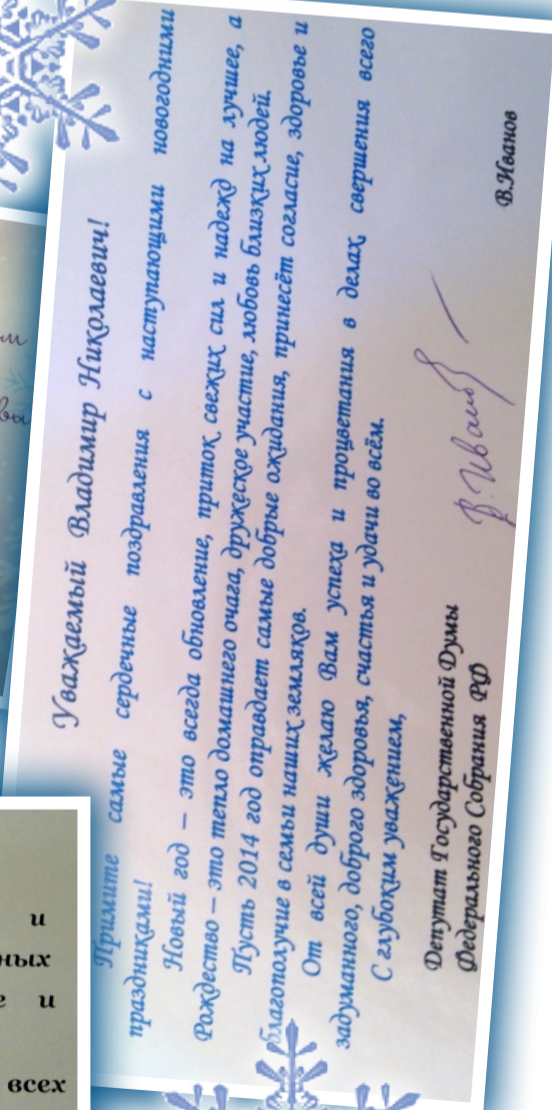 Уважаемый Владимир Николаевич!
Примите самые сердечные поздравления с наступающими новогодними
праздниками!
Новый год – это всегда обновление, приток свежих сил и надежд на лучшее, а
Рождество – это тепло домашнего очага, дружеское участие, любовь близких людей.
Пусть 2014 год оправдает самые добрые ожидания, принесёт согласие, здоровье и
благополучие в семьи наших земляков.
От всей души желаю Вам успеха и процветания в делах, свершения всего
задуманного, доброго здоровья, счастья и удачи во всём.
С глубоким уважением,
Депутат Государственной Думы
Федерального Собрания РФ
В.Иванов
В.Иванов
и
е и
всех